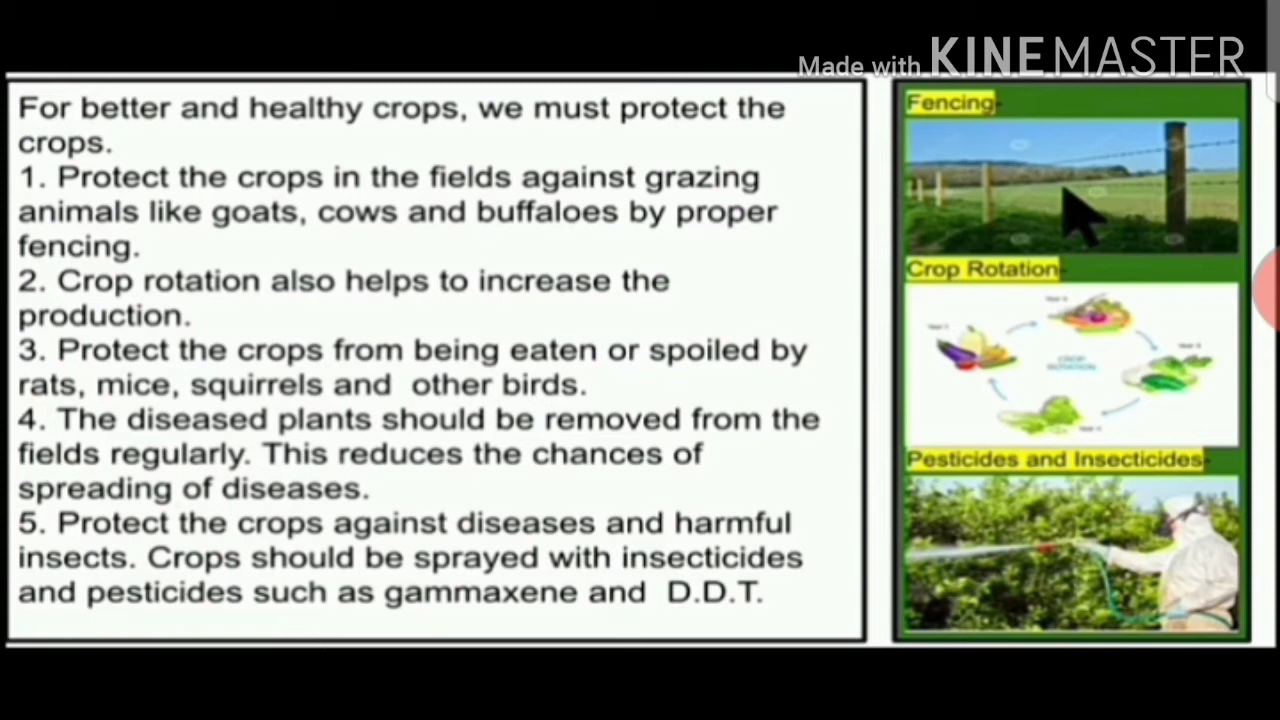 Made with KINEMASTER
For better and healthy crops, we must protect the
crops.
1. Protect the crops in the fields against grazing
animals like goats, cows and buffaloes by proper
fencing.
2. Crop rotation also helps to increase the
production.
3. Protect the crops from being eaten or spoiled by
rats, mice, squirrels and other birds.
4. The diseased plants should be removed from the
fields regularly. This reduces the chances of
spreading of diseases.
5. Protect the crops against diseases and harmful
insects. Crops should be sprayed with insecticides
and pesticides such as gammaxene and D.D.T.
Fencing-
Crop Rotation-
CROP
ROTATION
Pesticides and Insecticides-